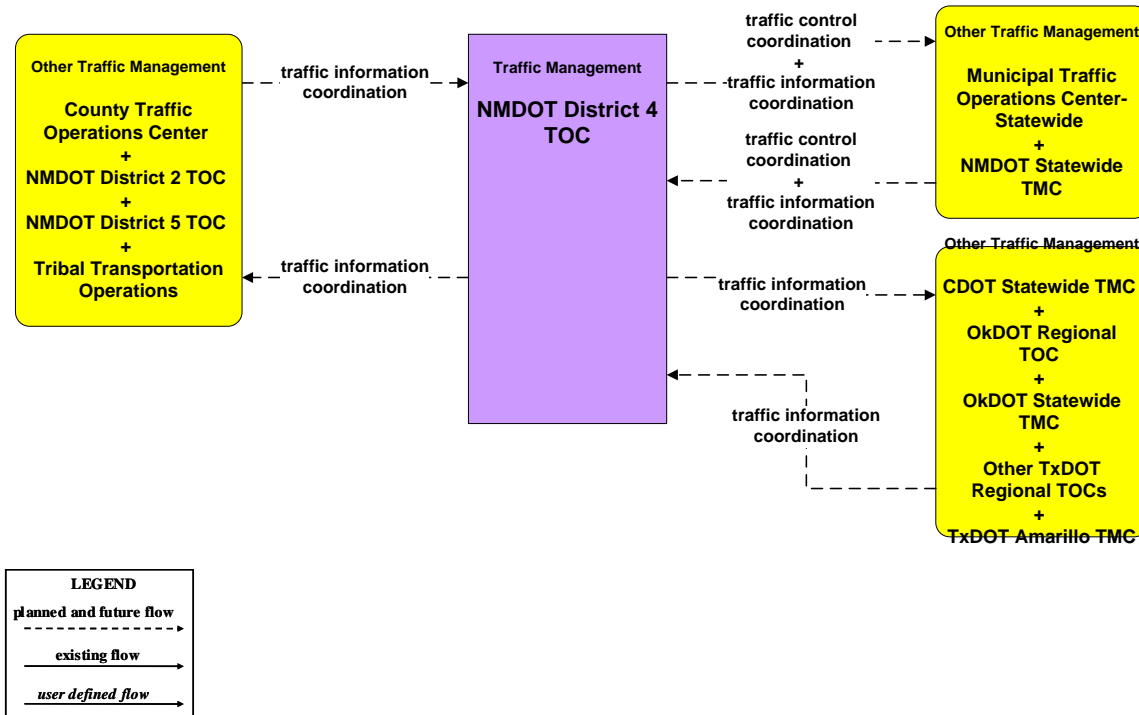 Other Traffic Management
County Traffic
Operations Center
+
NMDOT District 2 TOC
+
NMDOT District 5 TOC
+
Tribal Transportation
Operations
traffic information
coordination
traffic information
coordination
Traffic Management
NMDOT District 4
TOC
traffic control
coordination
+
traffic information
coordination
traffic control
coordination
+
traffic information
coordination
traffic information
coordination
traffic information
coordination
Other Traffic Management
Municipal Traffic
Operations Center-
Statewide
+
NMDOT Statewide
TMC
Other Traffic Management
CDOT Statewide TMC
+
OkDOT Regional
TOC
+
OkDOT Statewide
TMC
+
Other TxDOT
Regional TOCs
+
TxDOT Amarillo TMC
LEGEND
planned and future flow
existing flow
user defined flow